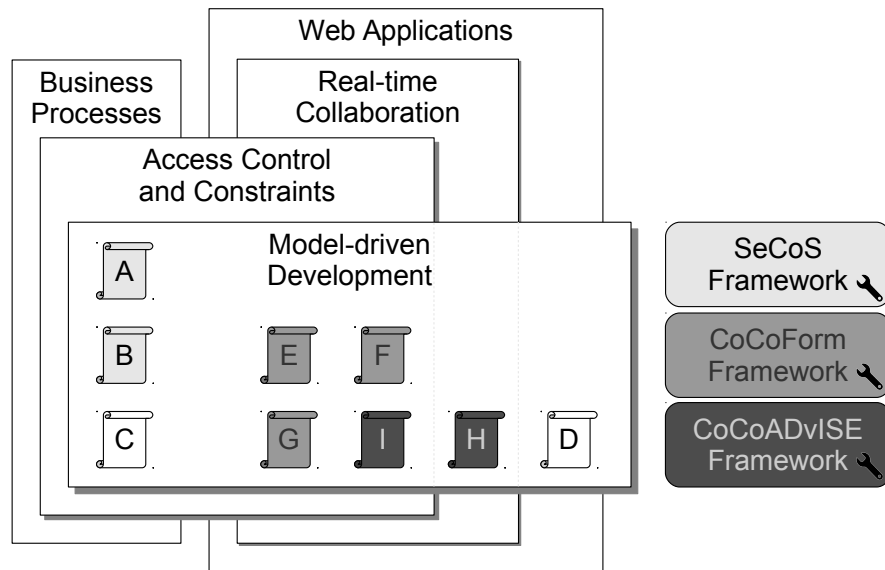 Web Applications
Business
Processes
Real-time
Collaboration
Access Control
and Constraints
Model-driven
Development
A
B
E
F
C
G
I
H
D
SeCoS
Framework
CoCoForm
Framework
CoCoADvISE
Framework